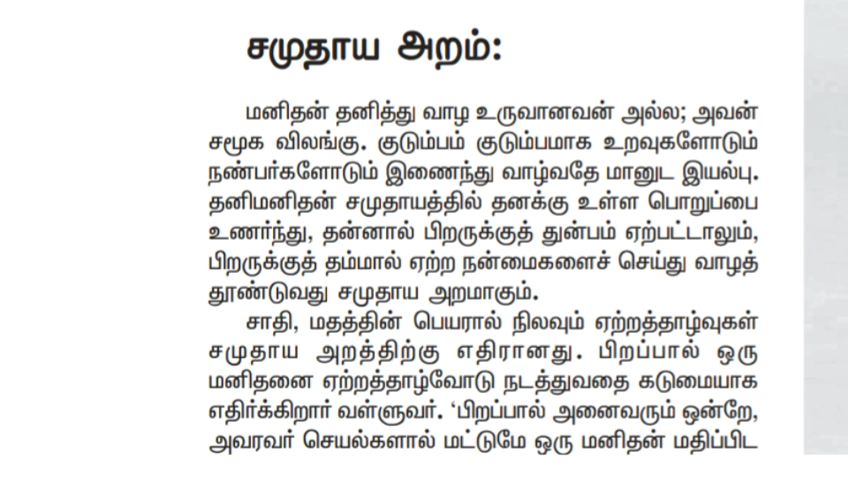 சமுதாய அறம்:
மனிதன் தனித்து வாழ உருவானவன் அல்ல; அவன்
சமூக விலங்கு. குடும்பம் குடும்பமாக உறவுகளோடும்
நண்பர்களோடும் இணைந்து வாழ்வதே மானுட இயல்பு.
தனிமனிதன் சமுதாயத்தில் தனக்கு உள்ள பொறுப்பை
உணர்ந்து, தன்னால் பிறருக்குத் துன்பம் ஏற்பட்டாலும்,
பிறருக்குத் தம்மால் ஏற்ற நன்மைகளைச் செய்து வாழத்
தூண்டுவது சமுதாய அறமாகும்.
சாதி, மதத்தின் பெயரால் நிலவும் ஏற்றத்தாழ்வுகள்
சமுதாய அறத்திற்கு எதிரானது. பிறப்பால் ஒரு
மனிதனை ஏற்றத்தாழ்வோடு நடத்துவதை கடுமையாக
எதிர்க்கிறார் வள்ளுவர். ‘பிறப்பால் அனைவரும் ஒன்றே,
அவரவர் செயல்களால் மட்டுமே ஒரு மனிதன் மதிப்பிட